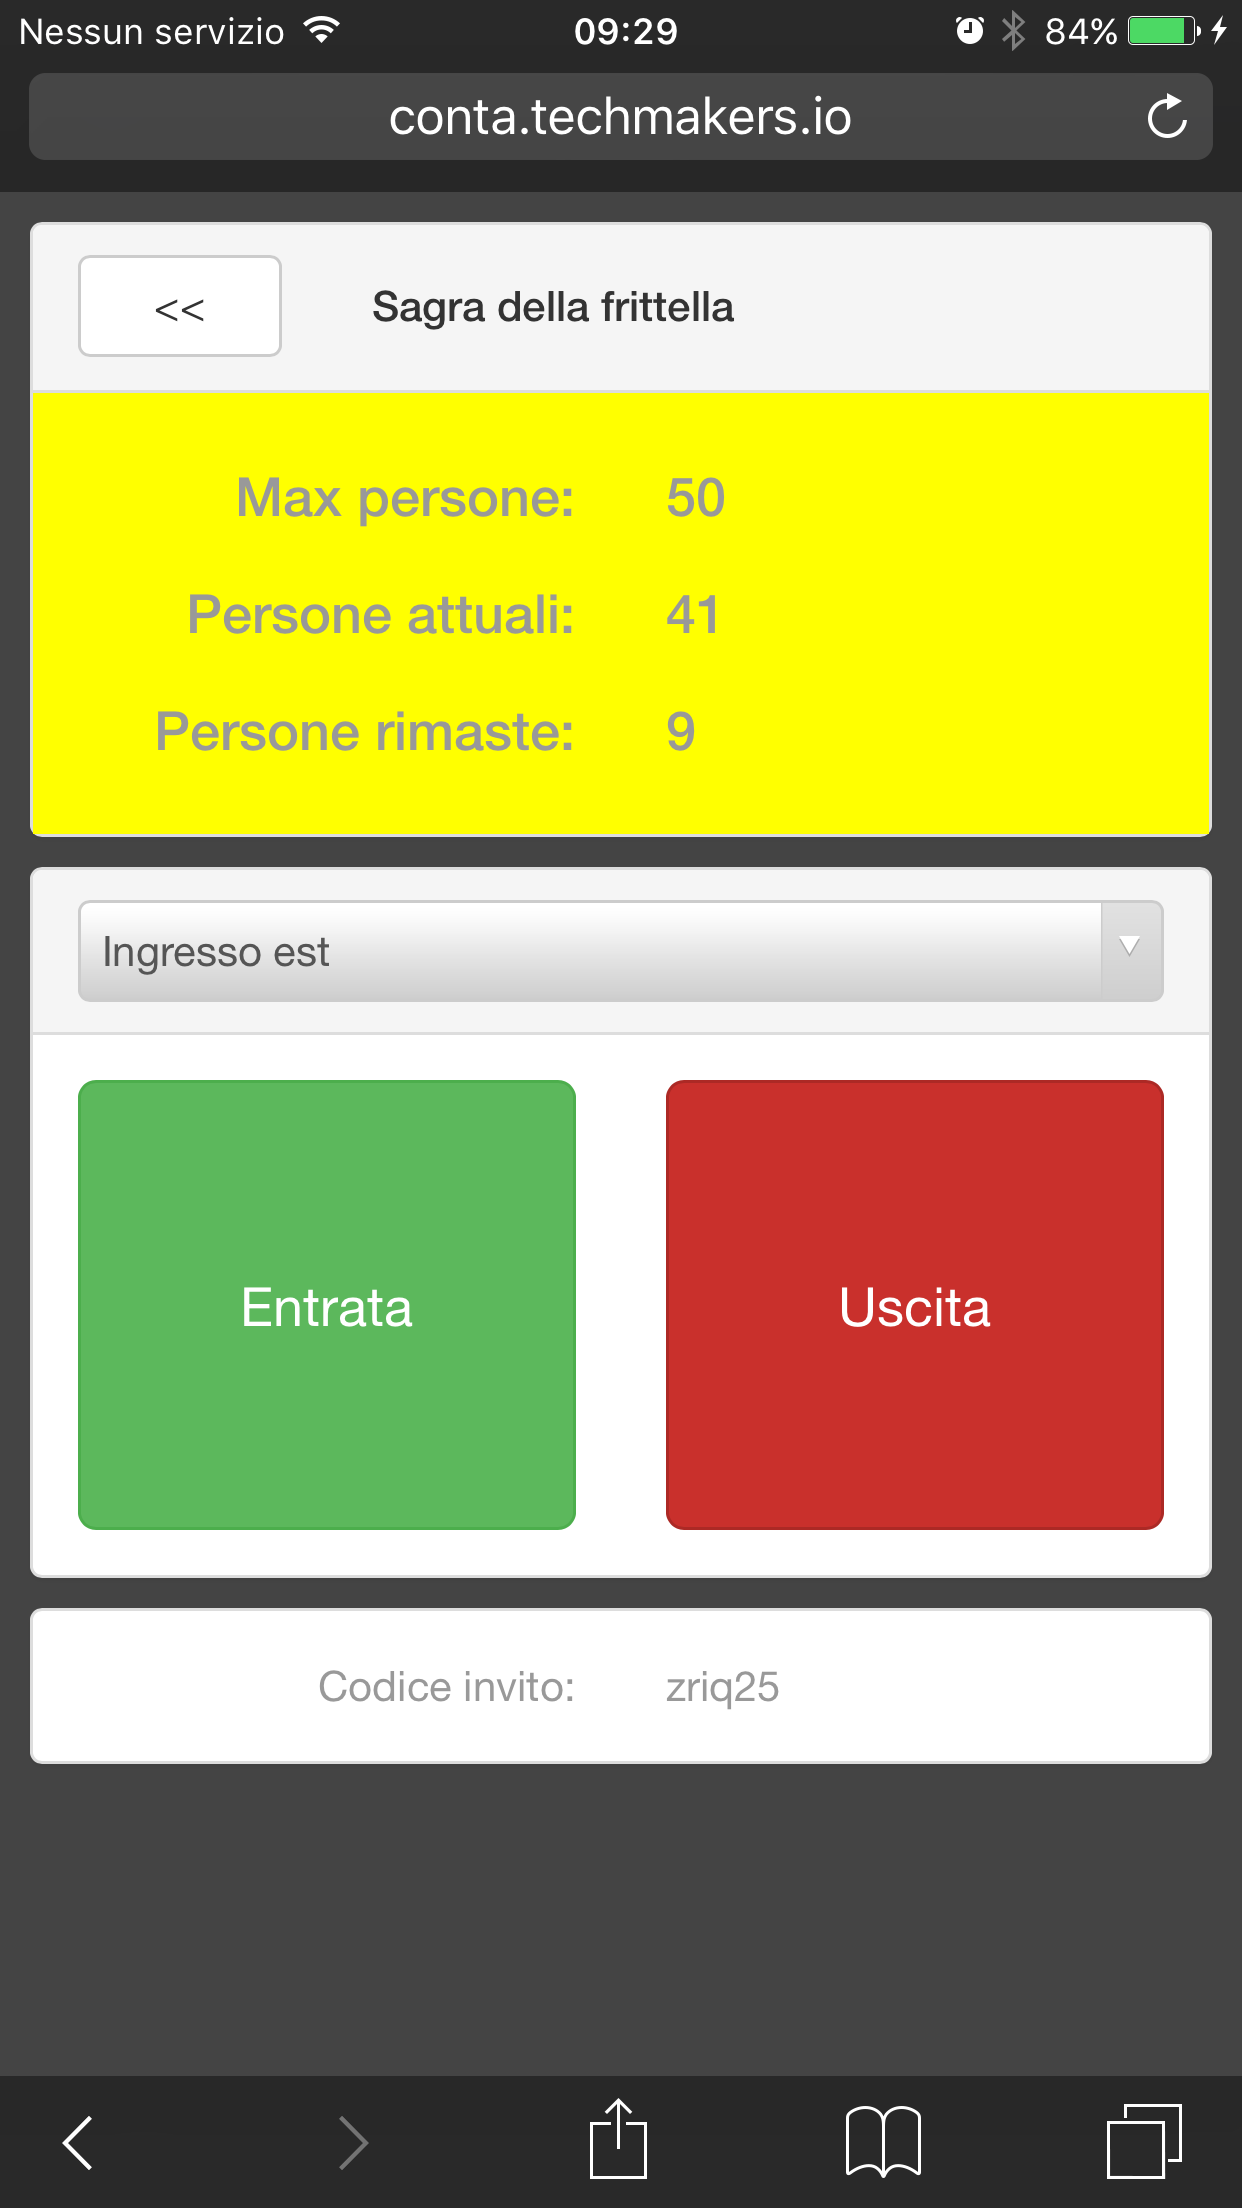 Nessun servizio 09:29 84%
conta.techmakers.io
<< Sagra della frittella
Max persone: 50
Persone attuali: 41
Persone rimaste: 9
Ingresso est
Entrata Uscita
Codice invito: zriq25